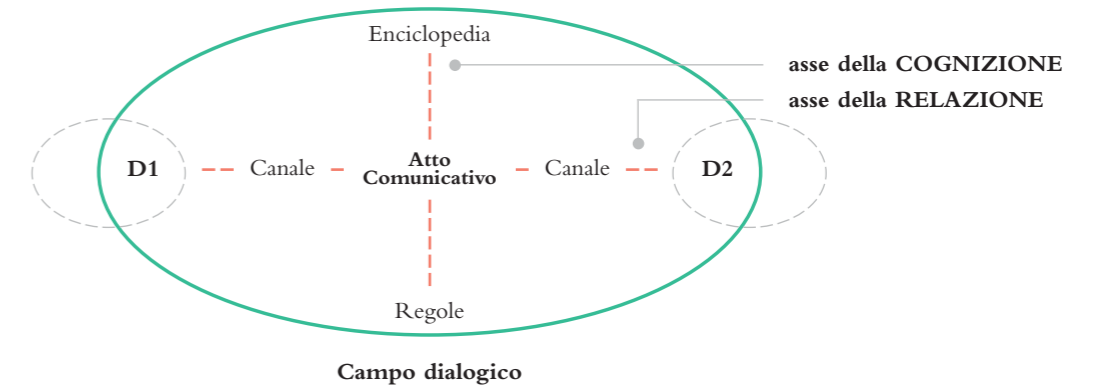 Enciclopedia
asse della COGNIZIONE
asse della RELAZIONE
D1
Canale
Atto
Comunicativo
Canale
D2
Regole
Campo dialogico